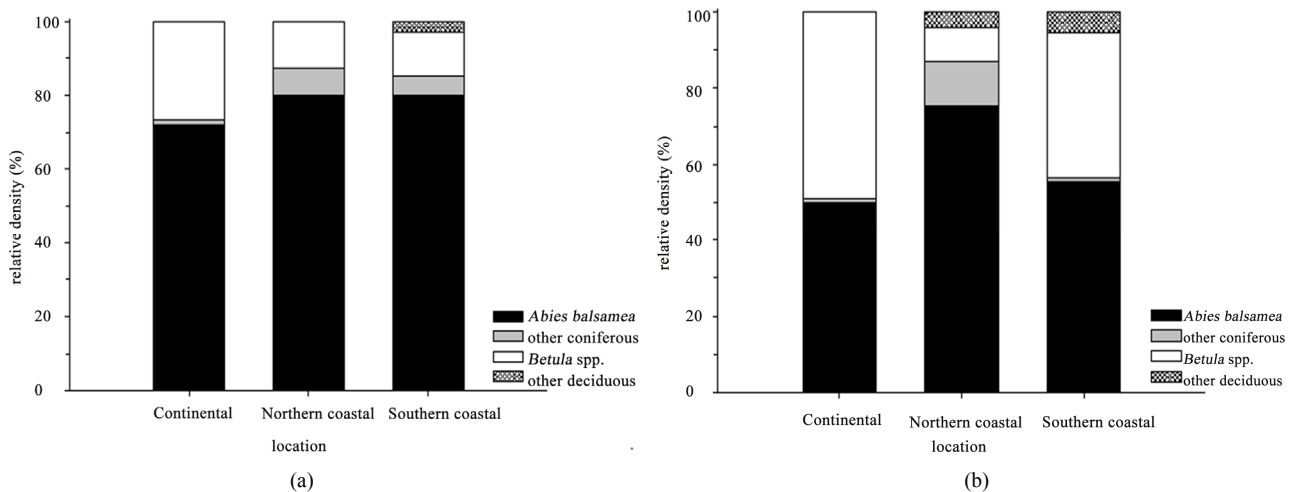 100
80
60
40
20
0
relative density (%)
Abies balsamea
other coniferous
Betula spp.
other deciduous
Continental
Northern coastal
Southern coastal
location
(a)
100
80
60
40
20
0
relative density (%)
Abies balsamea
other coniferous
Betula spp.
other deciduous
Continental
Northern coastal
Southern coastal
location
(b)